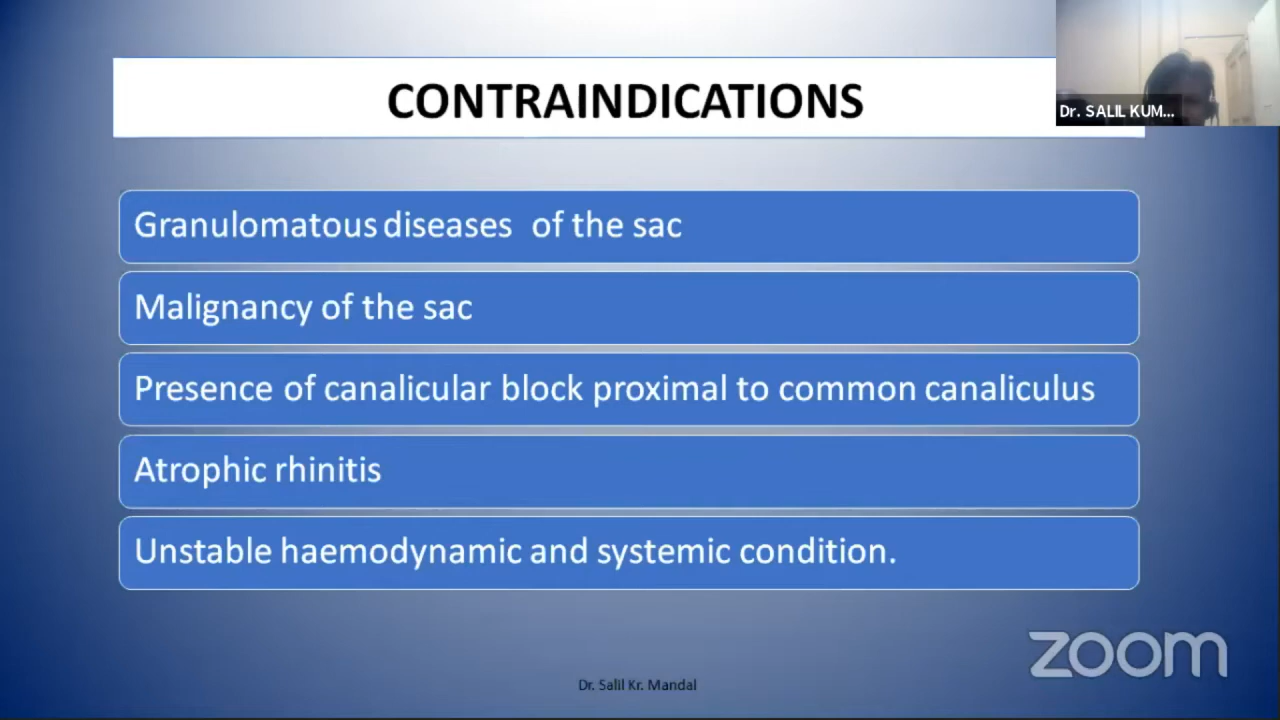 CONTRAINDICATIONS
Dr. SALIL KUM...
Granulomatous diseases of the sac
Malignancy of the sac
Presence of canalicular block proximal to common canaliculus
Atrophic rhinitis
Unstable haemodynamic and systemic condition.
zoom
Dr. Salil Kr. Mandal